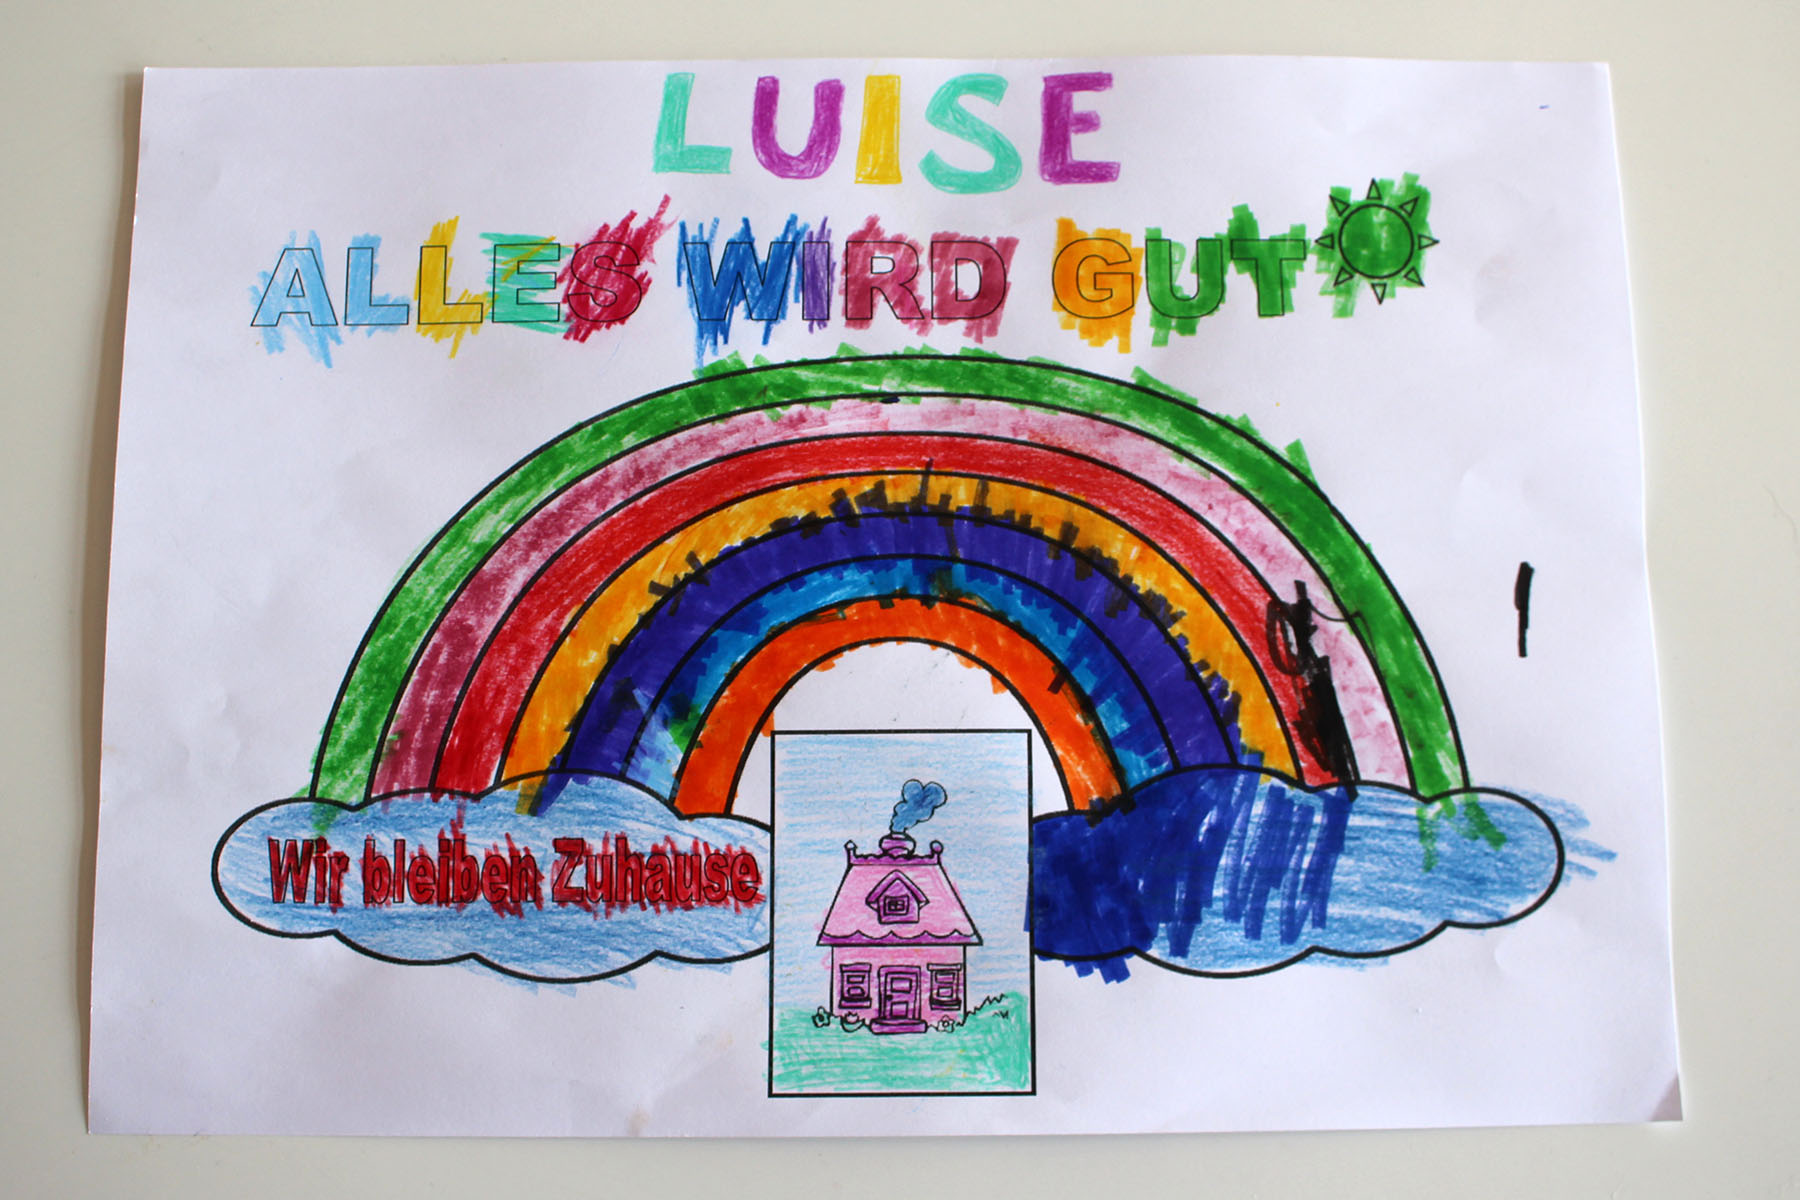 LUISE
ALLES WIRD GUT
Wir bleiben Zuhause